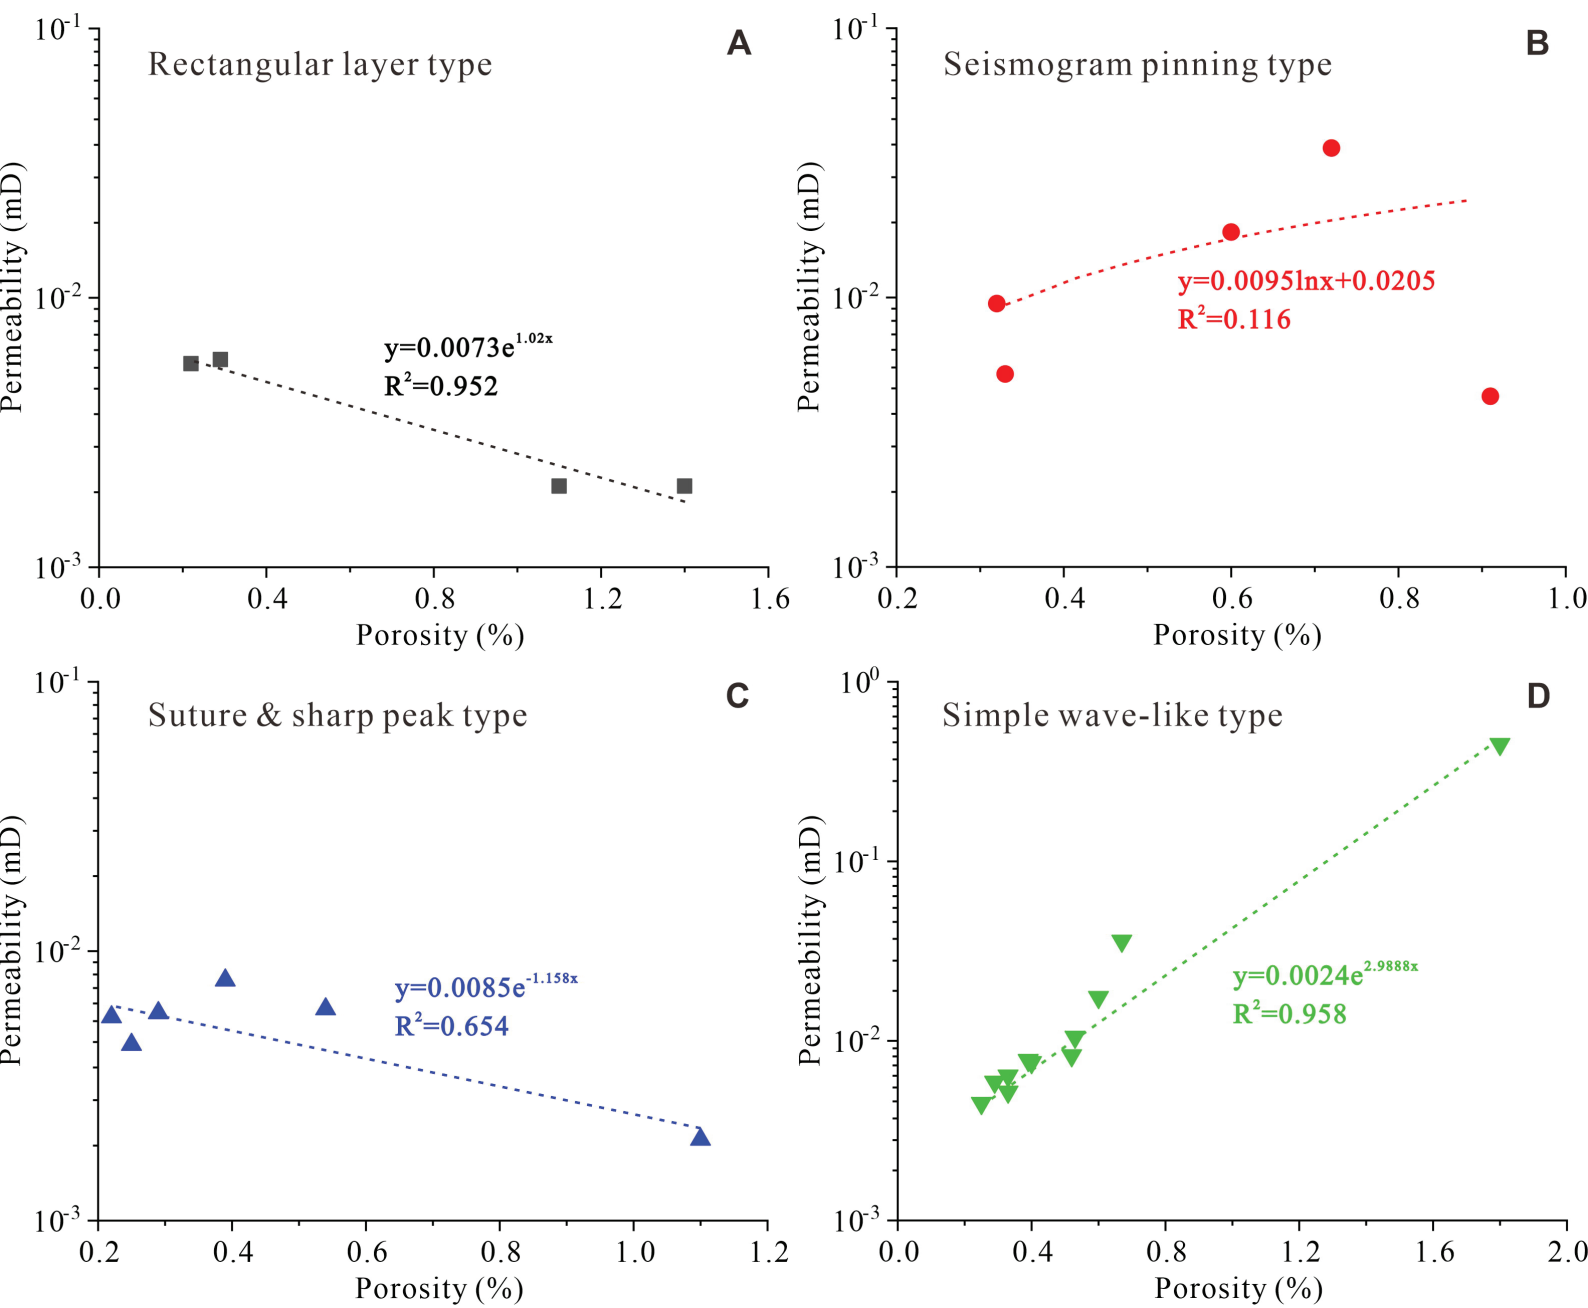 A
Rectangular layer type
Permeability (mD)
10⁻¹
10⁻²
10⁻³
y=0.0073e¹·⁰²ˣ
R²=0.952
0.0 0.4 0.8 1.2 1.6
Porosity (%)
B
Seismogram pinning type
Permeability (mD)
10⁻¹
10⁻²
10⁻³
y=0.0095lnx+0.0205
R²=0.116
0.2 0.4 0.6 0.8 1.0
Porosity (%)
C
Suture & sharp peak type
Permeability (mD)
10⁻¹
10⁻²
10⁻³
y=0.0085e⁻¹·¹⁵⁸ˣ
R²=0.654
0.2 0.4 0.6 0.8 1.0 1.2
Porosity (%)
D
Simple wave-like type
Permeability (mD)
10⁰
10⁻¹
10⁻²
10⁻³
y=0.0024e²·⁹⁸⁸⁸ˣ
R²=0.958
0.0 0.4 0.8 1.2 1.6 2.0
Porosity (%)